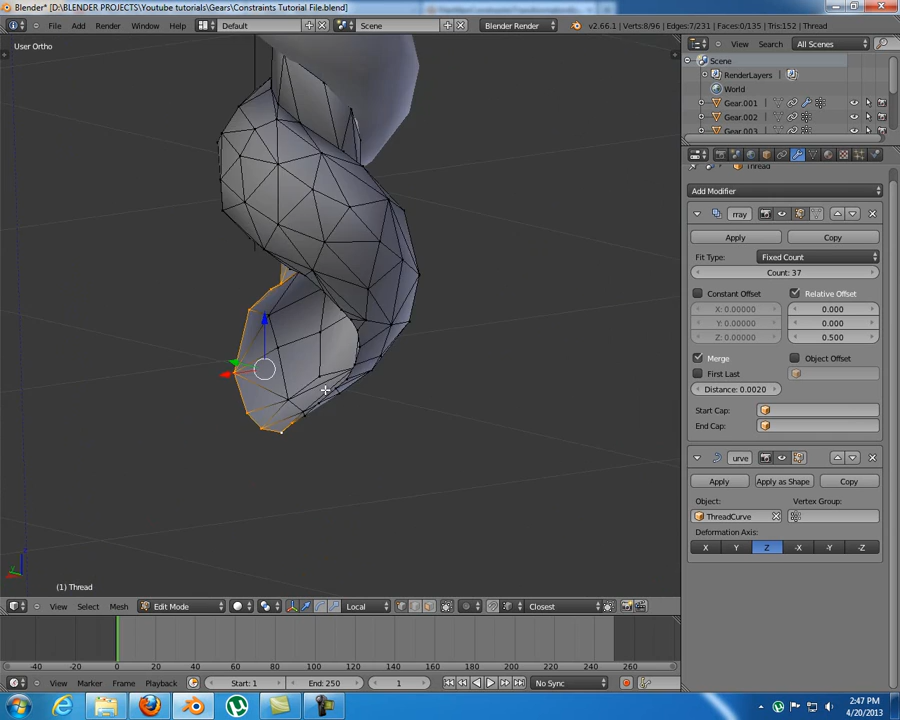 Blender* [D:\BLENDER PROJECTS\Youtube tutorials\Gears\Constraints Tutorial File.blend]
File Add Render Window Help Default Scene Blender Render v2.66.1 | Verts:8/96 | Edges:7/231 | Faces:0/135 | Tris:152 | Thread
User Ortho
View Search All Scenes
Scene
RenderLayers
World
Gear.001
Gear.002
Gear.003
Thread
Add Modifier
rray
Apply Copy
Fit Type: Fixed Count
Count: 37
Constant Offset Relative Offset
X: 0.00000 0.000
Y: 0.00000 0.000
Z: 0.00000 0.500
Merge Object Offset
First Last
Distance: 0.0020
Start Cap:
End Cap:
urve
Apply Apply as Shape Copy
Object: Vertex Group:
ThreadCurve
Deformation Axis:
X Y Z -X -Y -Z
(1) Thread
View Select Mesh Edit Mode Local Closest
-40 -20 0 20 40 60 80 100 120 140 160 180 200 220 240 260
View Marker Frame Playback Start: 1 End: 250 1 No Sync
2:47 PM
4/20/2013